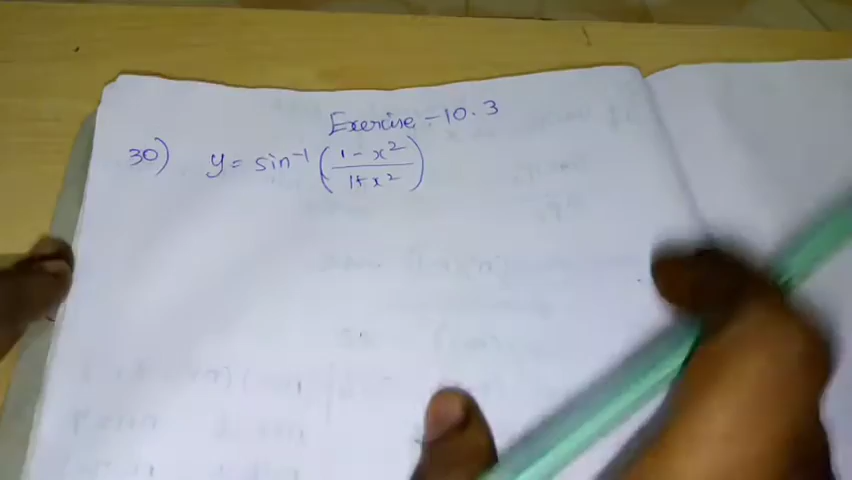 Exercise - 10.3
30) y = sin⁻¹ (1 - x² / 1 + x²)